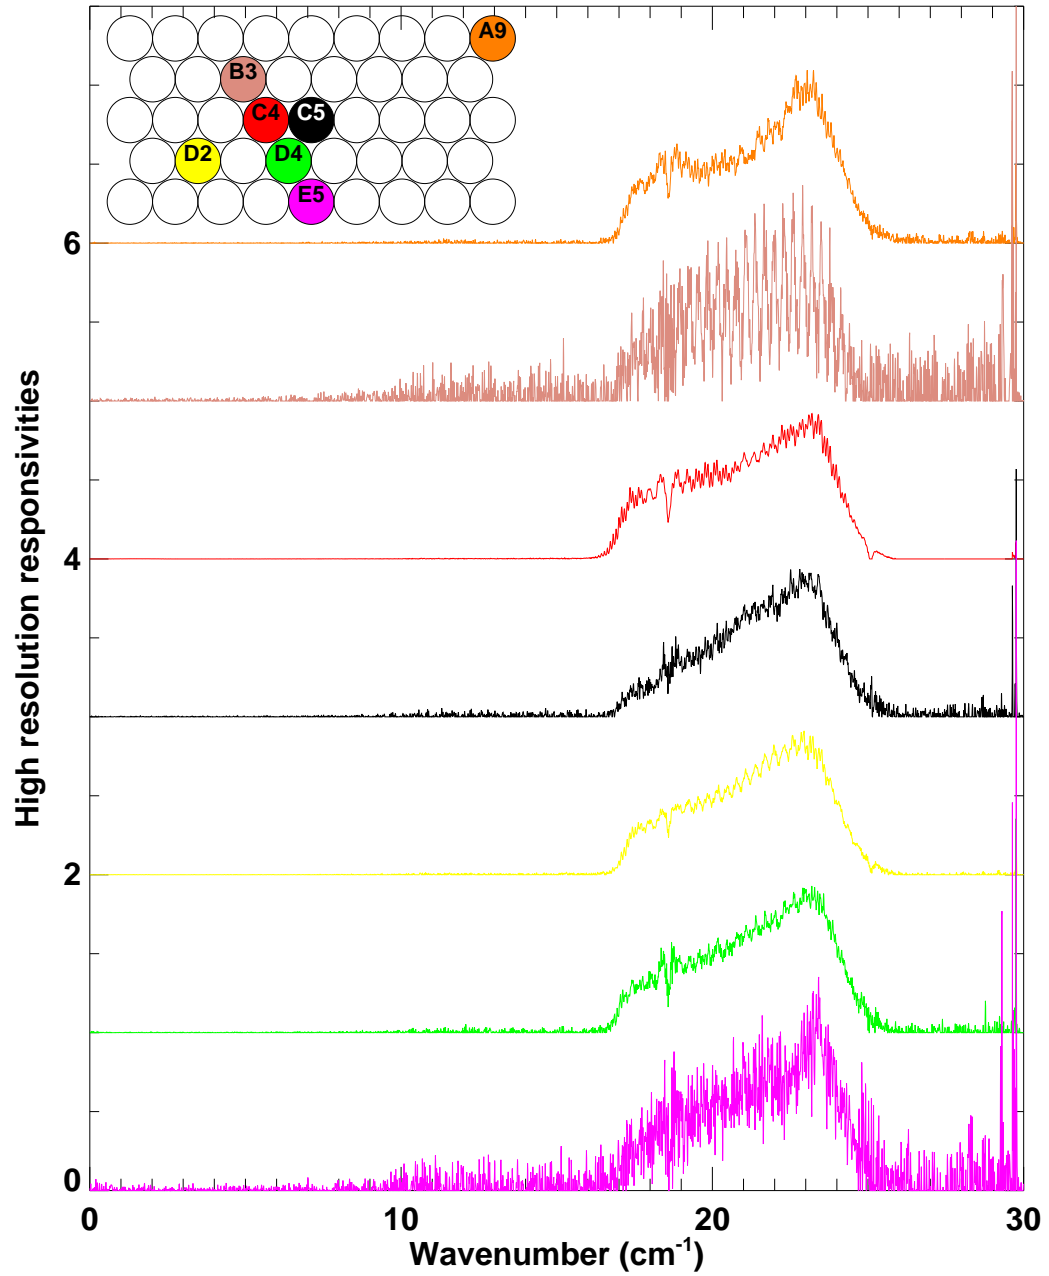 A9
B3
C4 C5
D2 D4
E5
6
4
2
0
High resolution responsivities
0 10 20 30
Wavenumber (cm⁻¹)